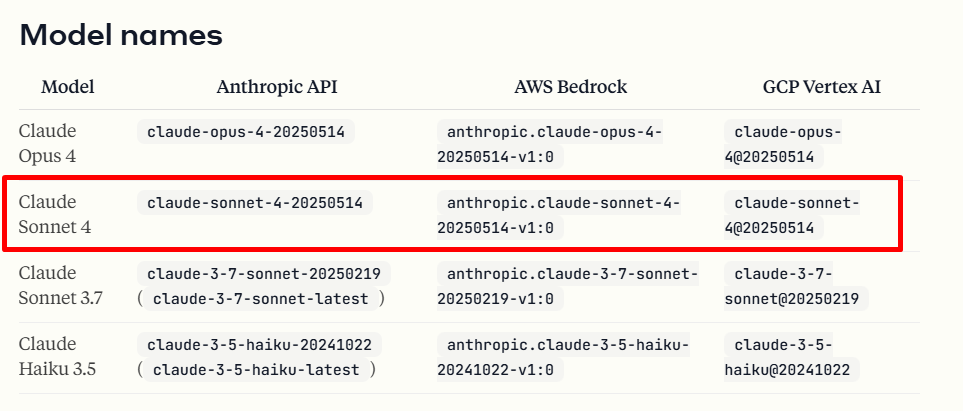 Model names
Model Anthropic API AWS Bedrock GCP Vertex AI
Claude claude-opus-4-20250514 anthropic.claude-opus-4- claude-opus-
Opus 4 20250514-v1:0 4@20250514
Claude claude-sonnet-4-20250514 anthropic.claude-sonnet-4- claude-sonnet-
Sonnet 4 20250514-v1:0 4@20250514
Claude claude-3-7-sonnet-20250219 anthropic.claude-3-7-sonnet- claude-3-7-
Sonnet 3.7 ( claude-3-7-sonnet-latest ) 20250219-v1:0 sonnet@20250219
Claude claude-3-5-haiku-20241022 anthropic.claude-3-5-haiku- claude-3-5-
Haiku 3.5 ( claude-3-5-haiku-latest ) 20241022-v1:0 haiku@20241022